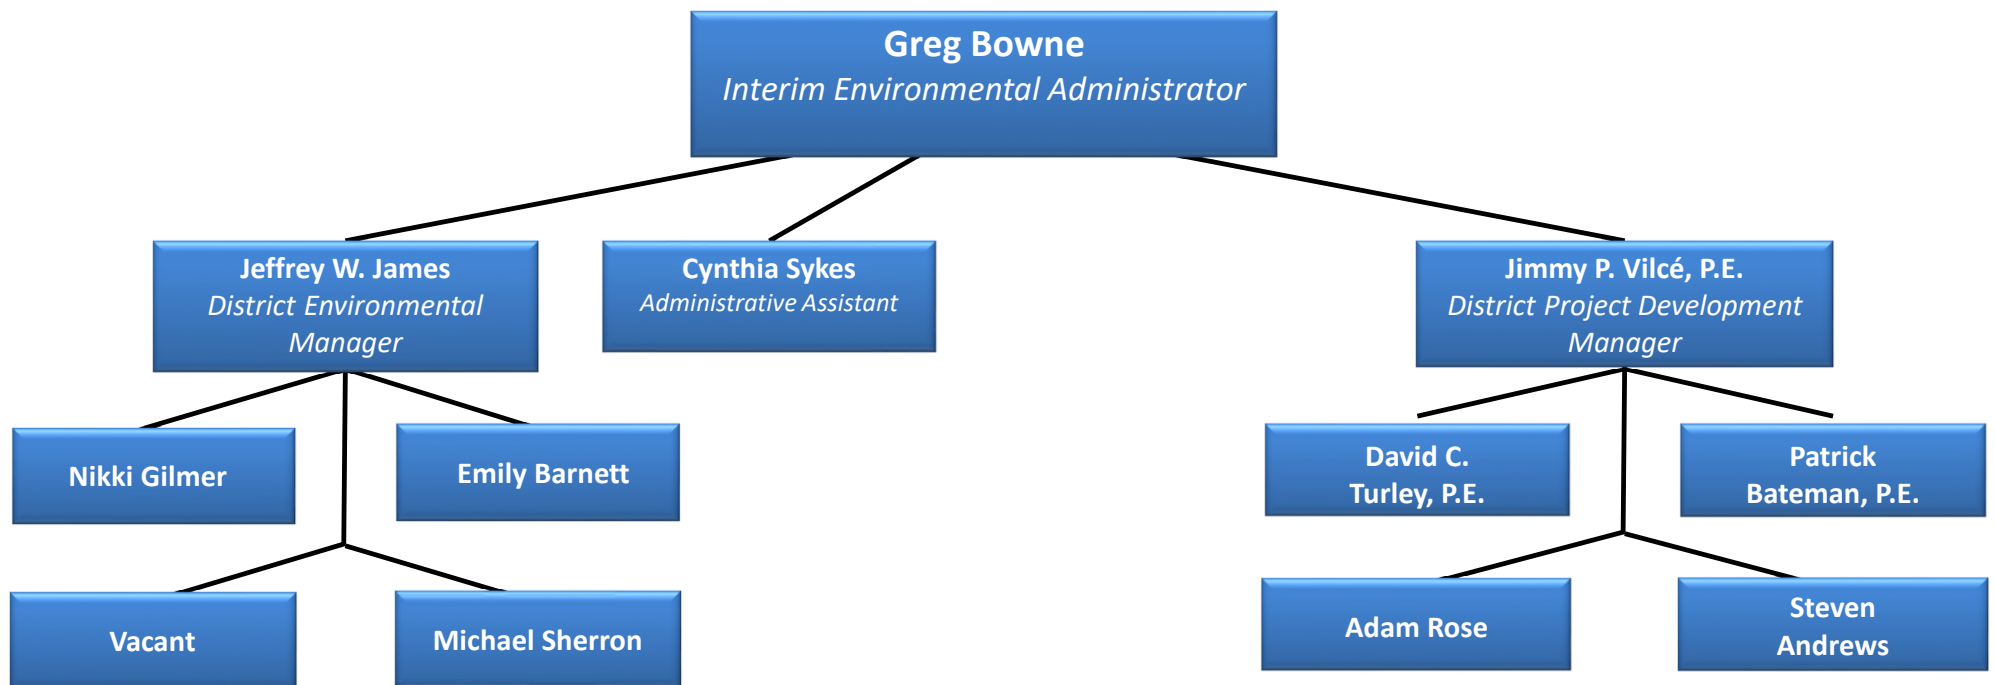 Greg Bowne
Interim Environmental Administrator
Jeffrey W. James
District Environmental
Manager
Cynthia Sykes
Administrative Assistant
Jimmy P. Vilcé, P.E.
District Project Development
Manager
Nikki Gilmer
Emily Barnett
David C.
Turley, P.E.
Patrick
Bateman, P.E.
Vacant
Michael Sherron
Adam Rose
Steven
Andrews